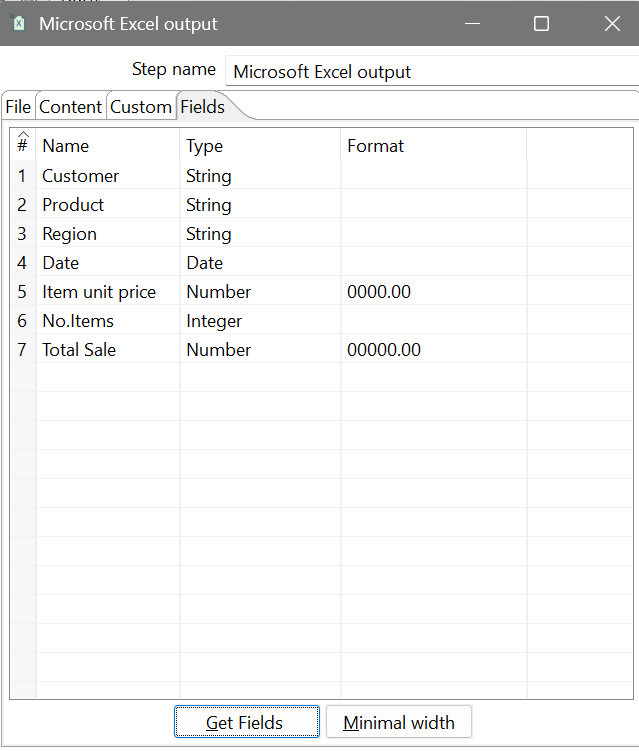 Microsoft Excel output
Step name Microsoft Excel output
File Content Custom Fields
# Name Type Format
1 Customer String
2 Product String
3 Region String
4 Date Date
5 Item unit price Number 0000.00
6 No.Items Integer
7 Total Sale Number 00000.00
Get Fields Minimal width